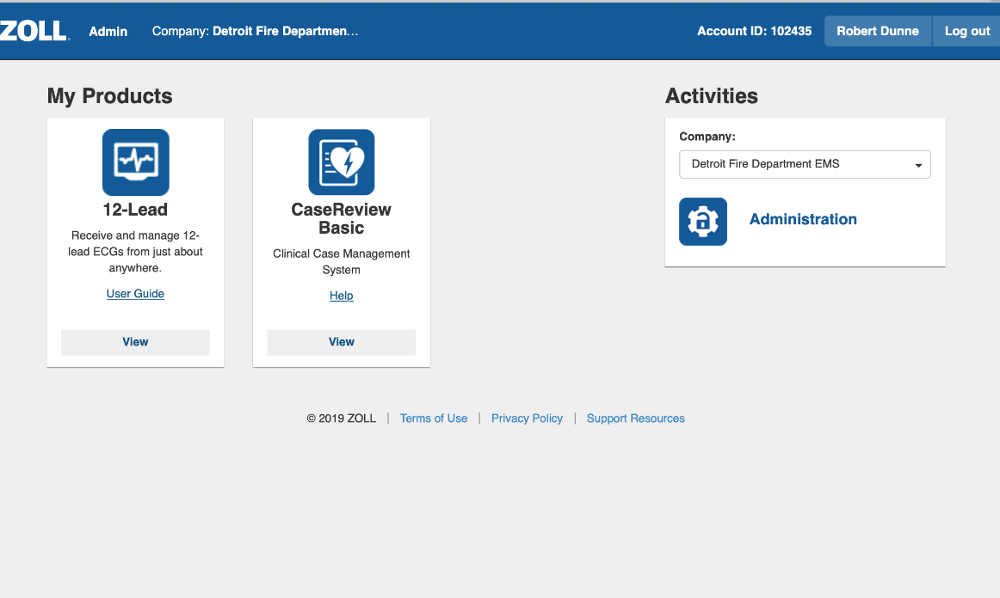 ZOLL. Admin Company: Detroit Fire Departmen… Account ID: 102435 Robert Dunne Log out
My Products
12-Lead
Receive and manage 12-
lead ECGs from just about
anywhere.
User Guide
View
CaseReview
Basic
Clinical Case Management
System
Help
View
Activities
Company:
Detroit Fire Department EMS
Administration
© 2019 ZOLL | Terms of Use | Privacy Policy | Support Resources